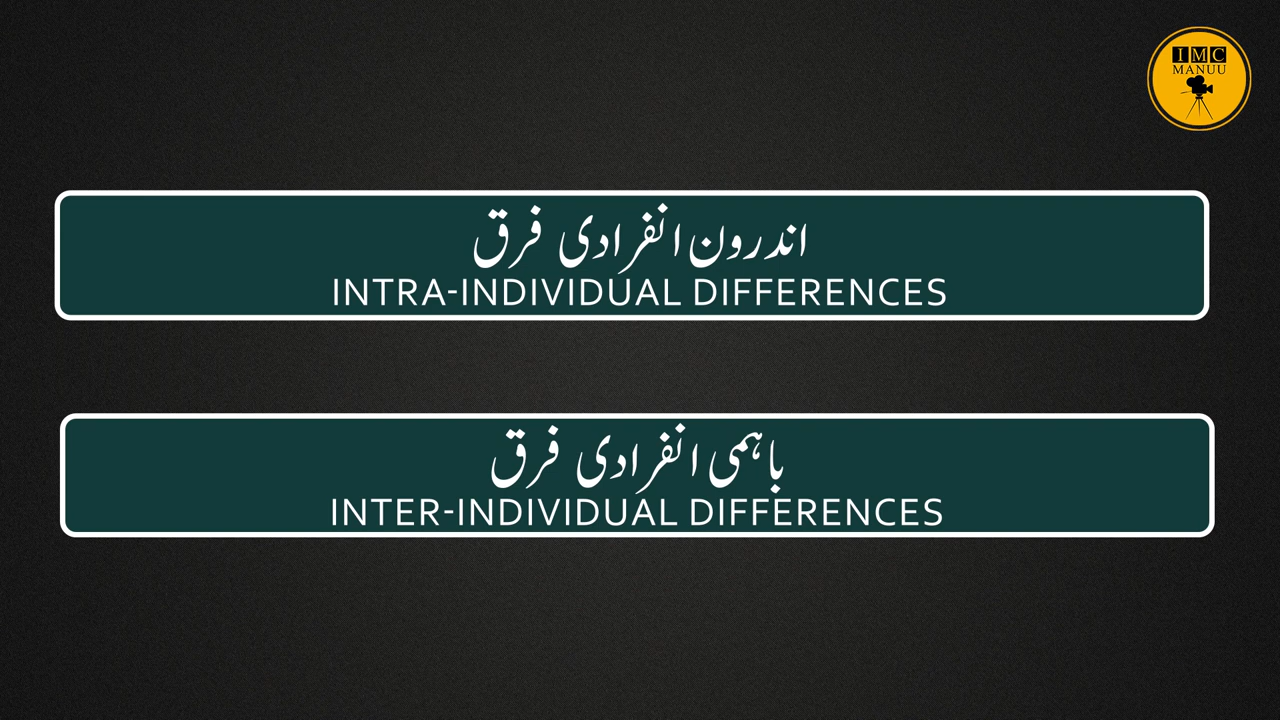 IMC
MANUU
اندرون انفرادی فرق
INTRA-INDIVIDUAL DIFFERENCES
باہمی انفرادی فرق
INTER-INDIVIDUAL DIFFERENCES